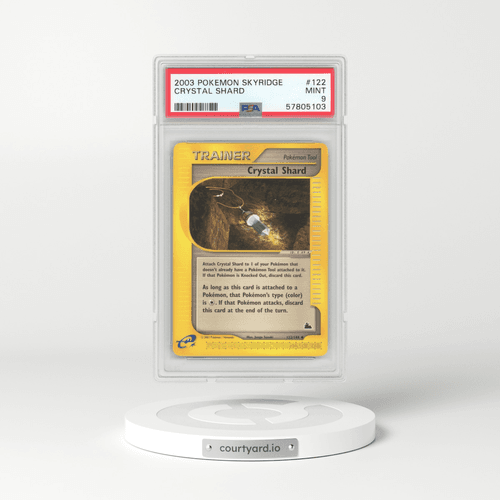 2003 POKEMON SKYRIDGE #122
CRYSTAL SHARD MINT
9
PSA 57805103
TRAINER Pokémon Tool
Crystal Shard
Attach Crystal Shard to 1 of your Pokémon that
doesn't already have a Pokémon Tool attached to it.
If that Pokémon is Knocked Out, discard this card.
As long as this card is attached to a
Pokémon, that Pokémon's type (color)
is . If that Pokémon attacks, discard
this card at the end of the turn.
courtyard.io